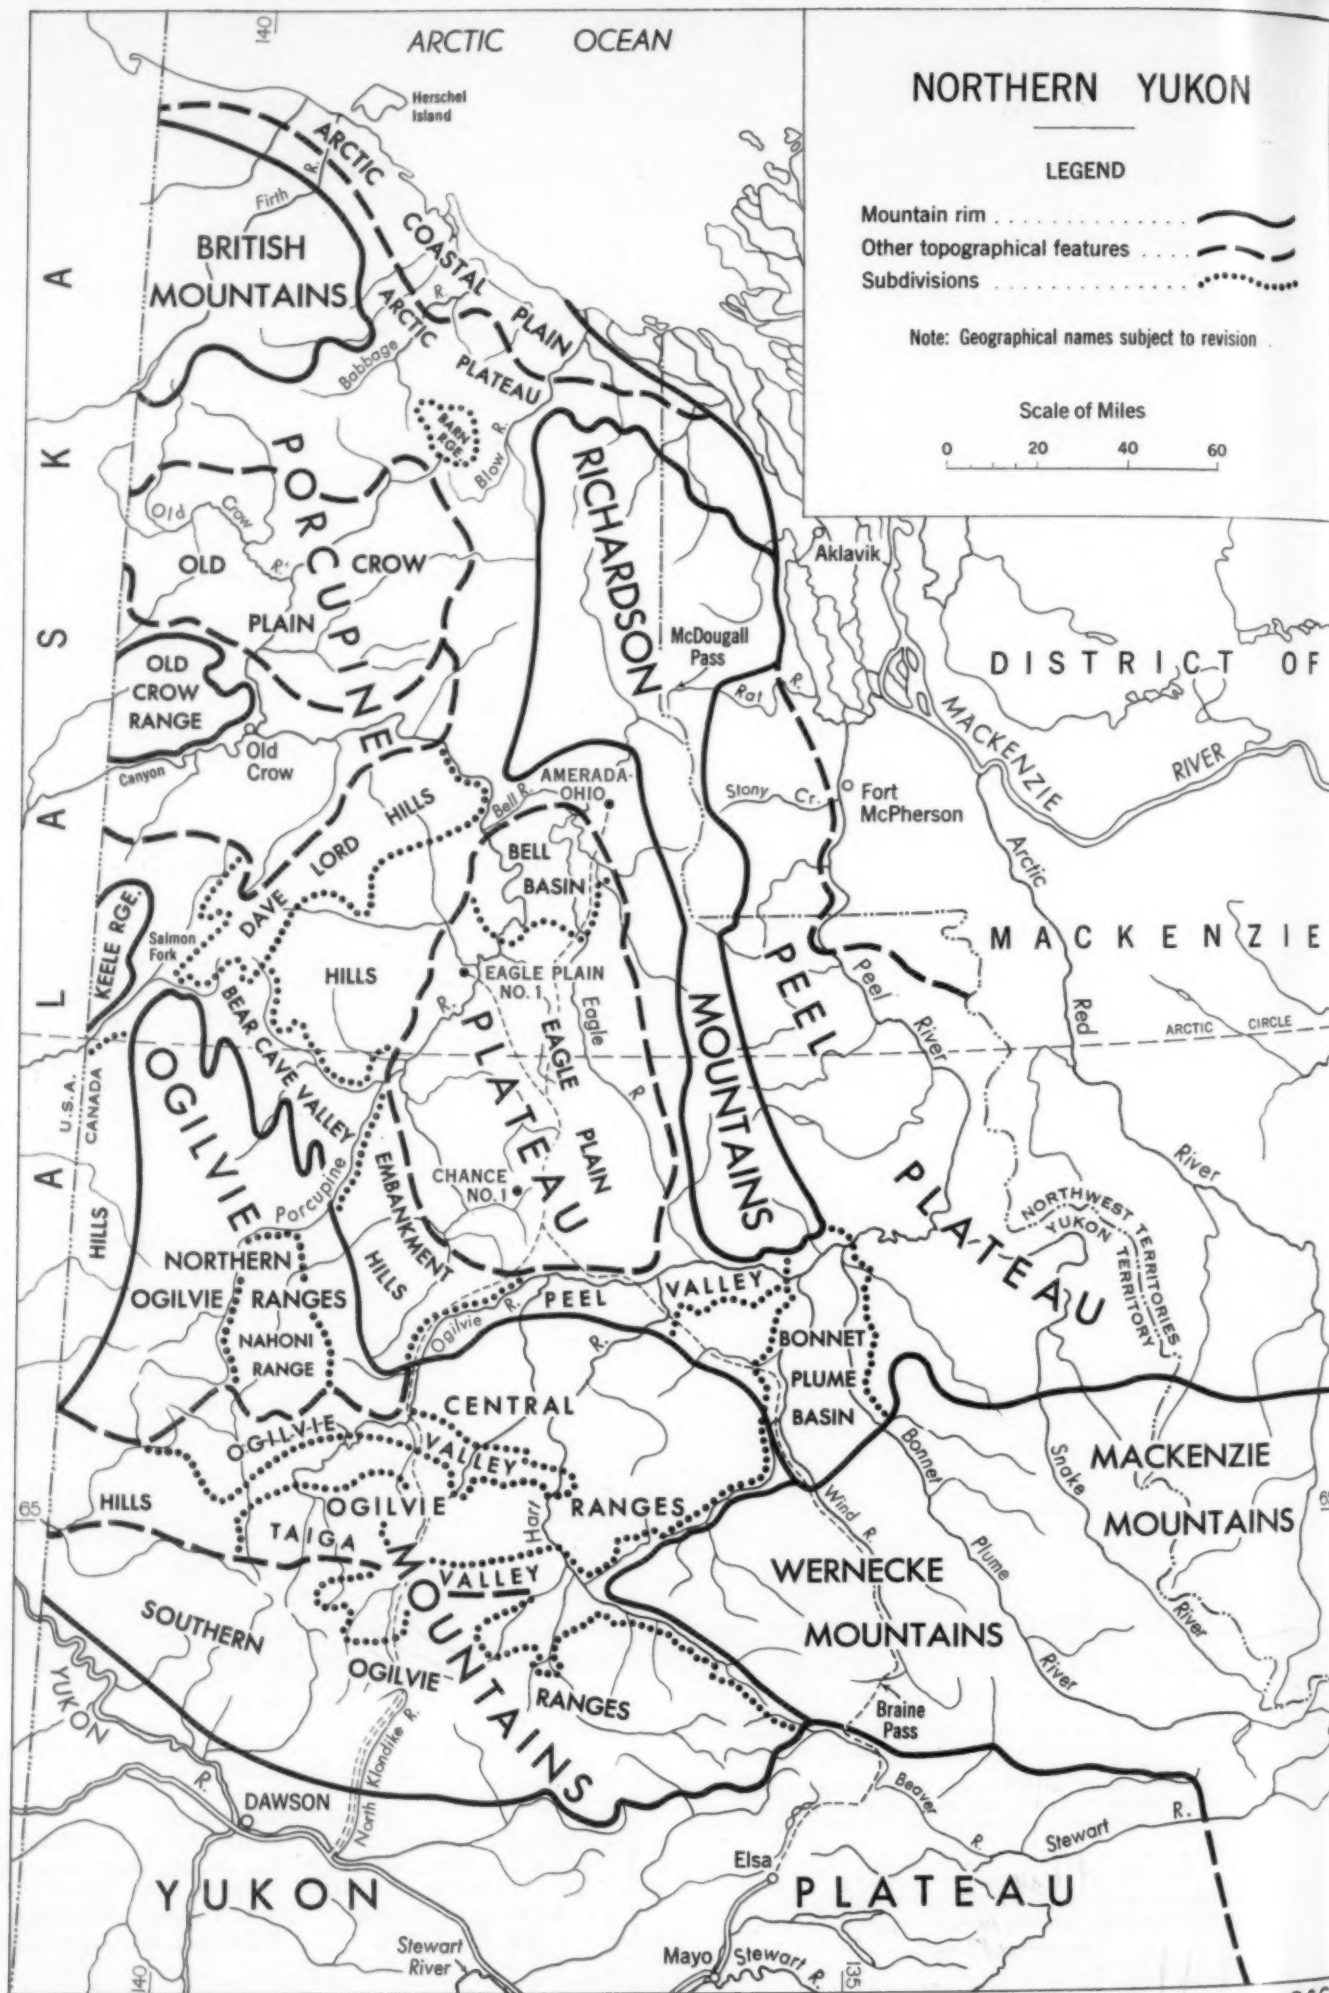 140
ARCTIC OCEAN
Herschel
Island
NORTHERN YUKON
LEGEND
Mountain rim
Other topographical features
Subdivisions
Note: Geographical names subject to revision
Scale of Miles
0 20 40 60
ALASKA
ARCTIC COASTAL PLAIN
Firth R.
BRITISH
MOUNTAINS
ARCTIC PLATEAU
Babbage R.
BARN
RGE.
Blow R.
PORCUPINE PLATEAU
Old Crow R.
OLD CROW
PLAIN
RICHARDSON MOUNTAINS
Aklavik
McDougall
Pass
Rat R.
DISTRICT OF
MACKENZIE
MACKENZIE RIVER
OLD
CROW
RANGE
Old
Crow
Canyon
AMERADA-
OHIO
Bell R.
Stony Cr.
Fort
McPherson
Arctic Red River
DAVE LORD HILLS
BELL
BASIN
KEELE RGE.
Salmon
Fork
HILLS
EAGLE PLAIN
NO. 1
R.
Eagle R.
EAGLE PLAIN
PEEL PLATEAU
Peel River
ARCTIC CIRCLE
BEAR CAVE VALLEY
U.S.A.
CANADA
OGILVIE MOUNTAINS
Porcupine
EMBANKMENT
HILLS
CHANCE
NO. 1
HILLS
NORTHWEST TERRITORIES
YUKON TERRITORY
NORTHERN
OGILVIE RANGES
NAHONI
RANGE
PEEL VALLEY
Ogilvie R.
R.
BONNET
PLUME
BASIN
CENTRAL
OGILVIE VALLEY
HILLS
OGILVIE RANGES
Hart
TAIGA
VALLEY
65
65
Wind R.
Bonnet Plume River
Snake River
MACKENZIE
MOUNTAINS
WERNECKE
MOUNTAINS
SOUTHERN
OGILVIE
RANGES
Braine
Pass
YUKON R.
North Klondike R.
DAWSON
Beaver R.
Stewart R.
Elsa
YUKON PLATEAU
Stewart
River
Mayo
Stewart R.
140
135